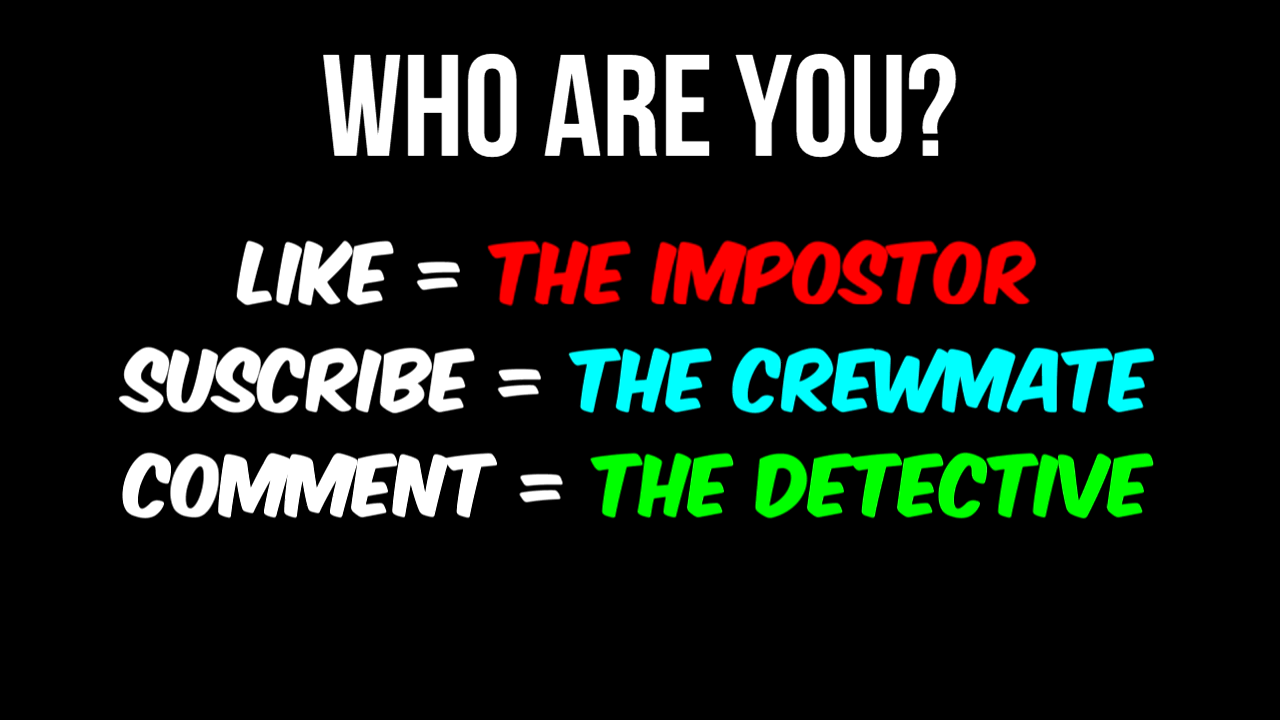 WHO ARE YOU?
LIKE = THE IMPOSTOR
SUSCRIBE = THE CREWMATE
COMMENT = THE DETECTIVE